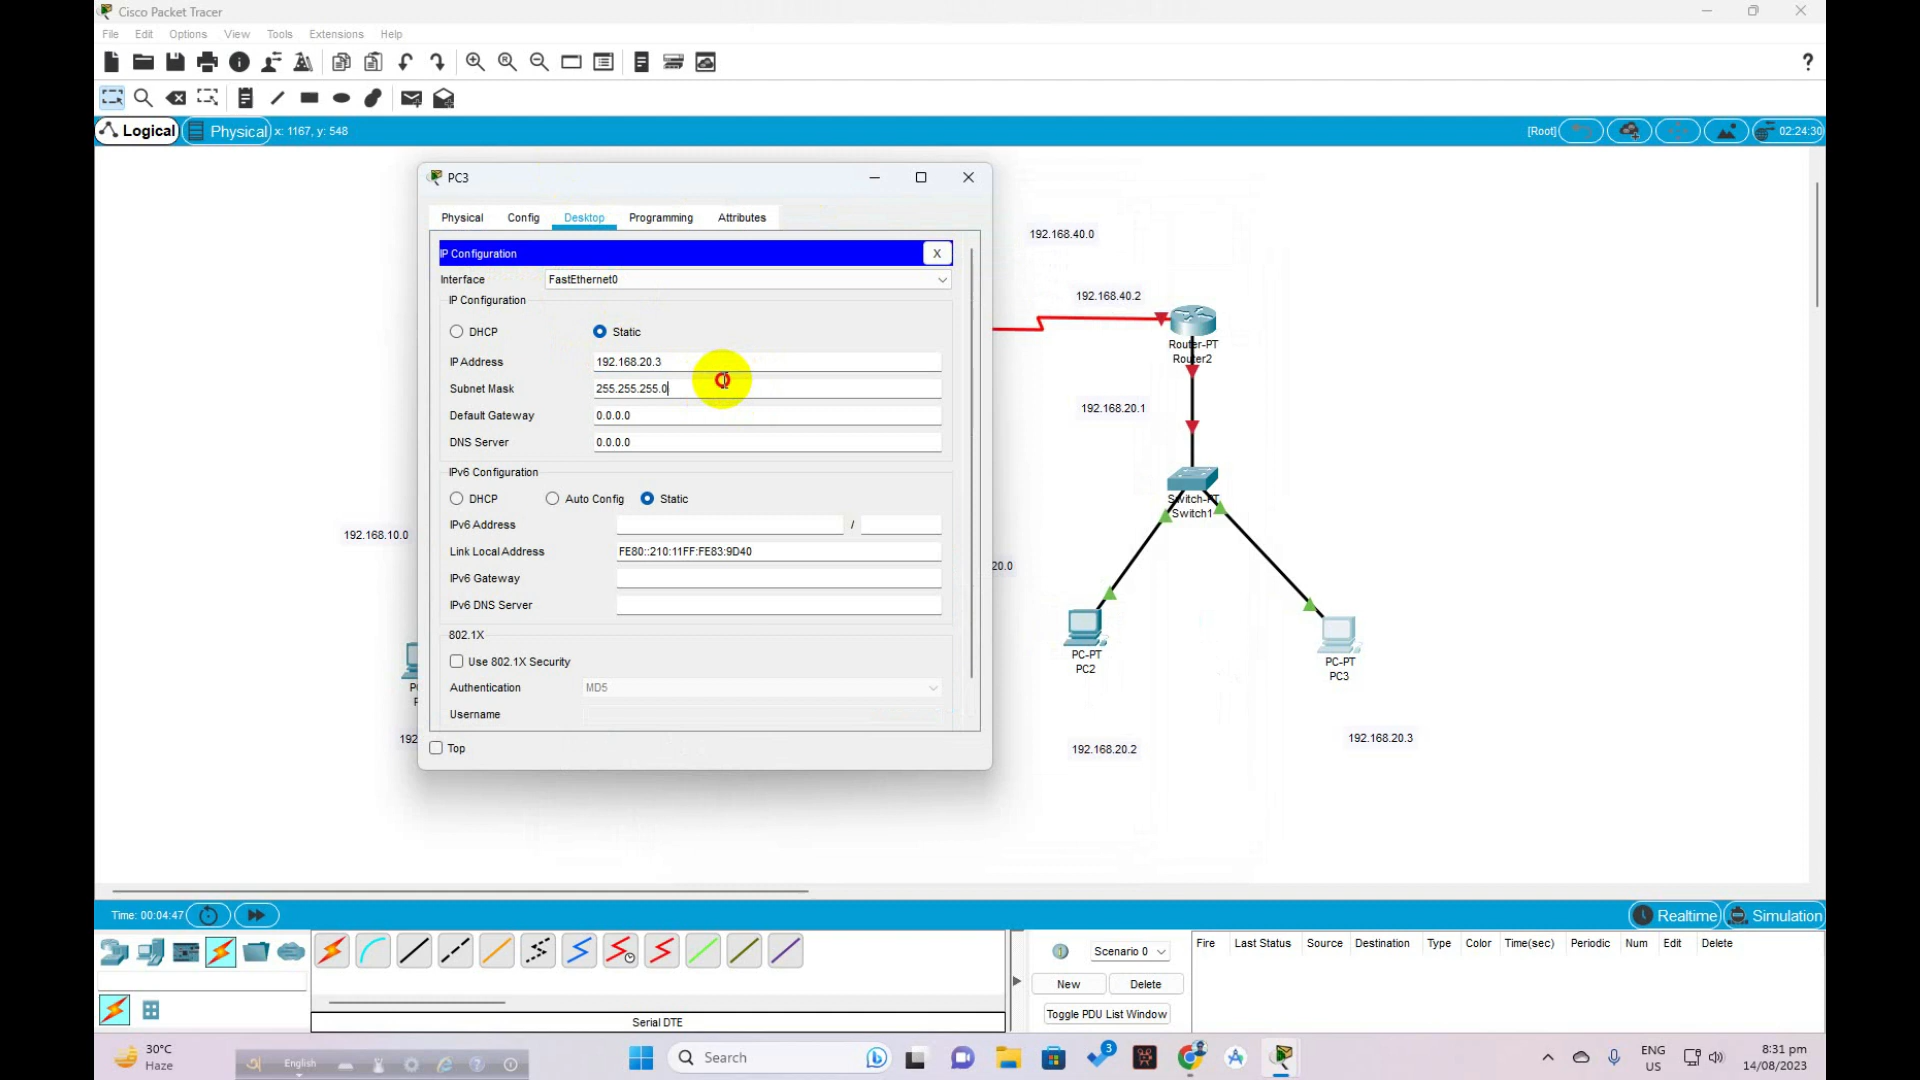 Cisco Packet Tracer
File Edit Options View Tools Extensions Help
?
Logical Physical x: 1167, y: 548 [Root] 02:24:30
PC3
Physical Config Desktop Programming Attributes
IP Configuration X
Interface FastEthernet0
IP Configuration
DHCP Static
IP Address 192.168.20.3
Subnet Mask 255.255.255.0
Default Gateway 0.0.0.0
DNS Server 0.0.0.0
IPv6 Configuration
DHCP Auto Config Static
IPv6 Address /
Link Local Address FE80::210:11FF:FE83:9D40
IPv6 Gateway
IPv6 DNS Server
802.1X
Use 802.1X Security
Authentication MD5
Username
Top
192.168.40.0
192.168.40.2
Router-PT
Router2
192.168.20.1
Switch-PT
Switch1
192.168.10.0
20.0
PC-PT
PC2
PC-PT
PC3
192.168.20.2
192.168.20.3
192
Time: 00:04:47 Realtime Simulation
Scenario 0
New Delete
Toggle PDU List Window
Fire Last Status Source Destination Type Color Time(sec) Periodic Num Edit Delete
Serial DTE
30°C
Haze
English
Search
3
ENG
US
8:31 pm
14/08/2023